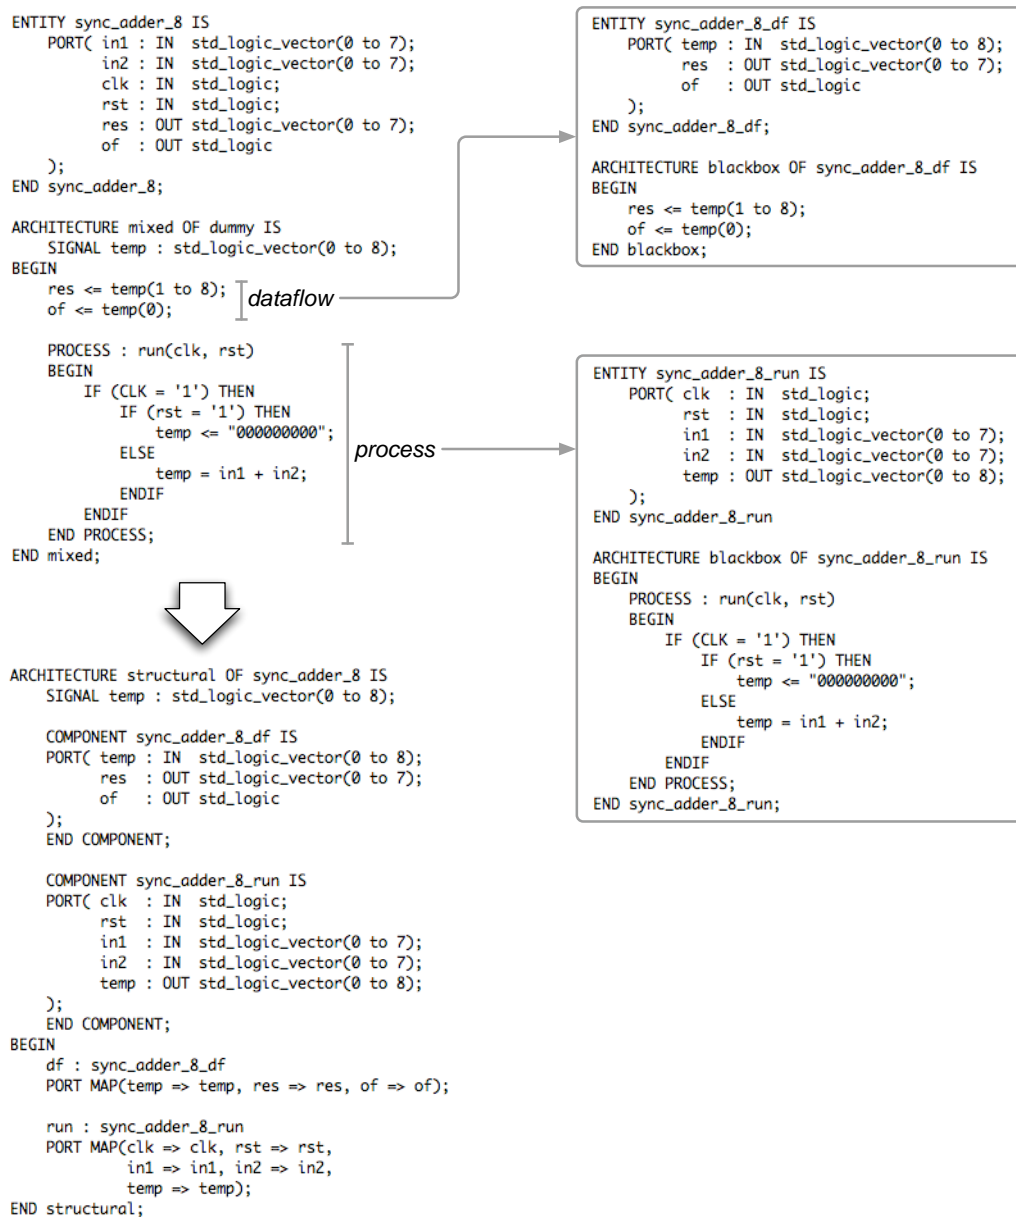 ENTITY sync_adder_8 IS
    PORT( in1 : IN  std_logic_vector(0 to 7);
          in2 : IN  std_logic_vector(0 to 7);
          clk : IN  std_logic;
          rst : IN  std_logic;
          res : OUT std_logic_vector(0 to 7);
          of  : OUT std_logic
    );
END sync_adder_8;

ARCHITECTURE mixed OF dummy IS
    SIGNAL temp : std_logic_vector(0 to 8);
BEGIN
    res <= temp(1 to 8);
    of <= temp(0);
dataflow

    PROCESS : run(clk, rst)
    BEGIN
        IF (CLK = '1') THEN
            IF (rst = '1') THEN
                temp <= "000000000";
            ELSE
                temp = in1 + in2;
            ENDIF
        ENDIF
    END PROCESS;
END mixed;
process

ENTITY sync_adder_8_df IS
    PORT( temp : IN  std_logic_vector(0 to 8);
          res  : OUT std_logic_vector(0 to 7);
          of   : OUT std_logic
    );
END sync_adder_8_df;

ARCHITECTURE blackbox OF sync_adder_8_df IS
BEGIN
    res <= temp(1 to 8);
    of <= temp(0);
END blackbox;

ENTITY sync_adder_8_run IS
    PORT( clk  : IN  std_logic;
          rst  : IN  std_logic;
          in1  : IN  std_logic_vector(0 to 7);
          in2  : IN  std_logic_vector(0 to 7);
          temp : OUT std_logic_vector(0 to 8);
    );
END sync_adder_8_run

ARCHITECTURE blackbox OF sync_adder_8_run IS
BEGIN
    PROCESS : run(clk, rst)
    BEGIN
        IF (CLK = '1') THEN
            IF (rst = '1') THEN
                temp <= "000000000";
            ELSE
                temp = in1 + in2;
            ENDIF
        ENDIF
    END PROCESS;
END sync_adder_8_run;

ARCHITECTURE structural OF sync_adder_8 IS
    SIGNAL temp : std_logic_vector(0 to 8);

    COMPONENT sync_adder_8_df IS
    PORT( temp : IN  std_logic_vector(0 to 8);
          res  : OUT std_logic_vector(0 to 7);
          of   : OUT std_logic
    );
    END COMPONENT;

    COMPONENT sync_adder_8_run IS
    PORT( clk  : IN  std_logic;
          rst  : IN  std_logic;
          in1  : IN  std_logic_vector(0 to 7);
          in2  : IN  std_logic_vector(0 to 7);
          temp : OUT std_logic_vector(0 to 8);
    );
    END COMPONENT;
BEGIN
    df : sync_adder_8_df
    PORT MAP(temp => temp, res => res, of => of);

    run : sync_adder_8_run
    PORT MAP(clk => clk, rst => rst,
             in1 => in1, in2 => in2,
             temp => temp);
END structural;